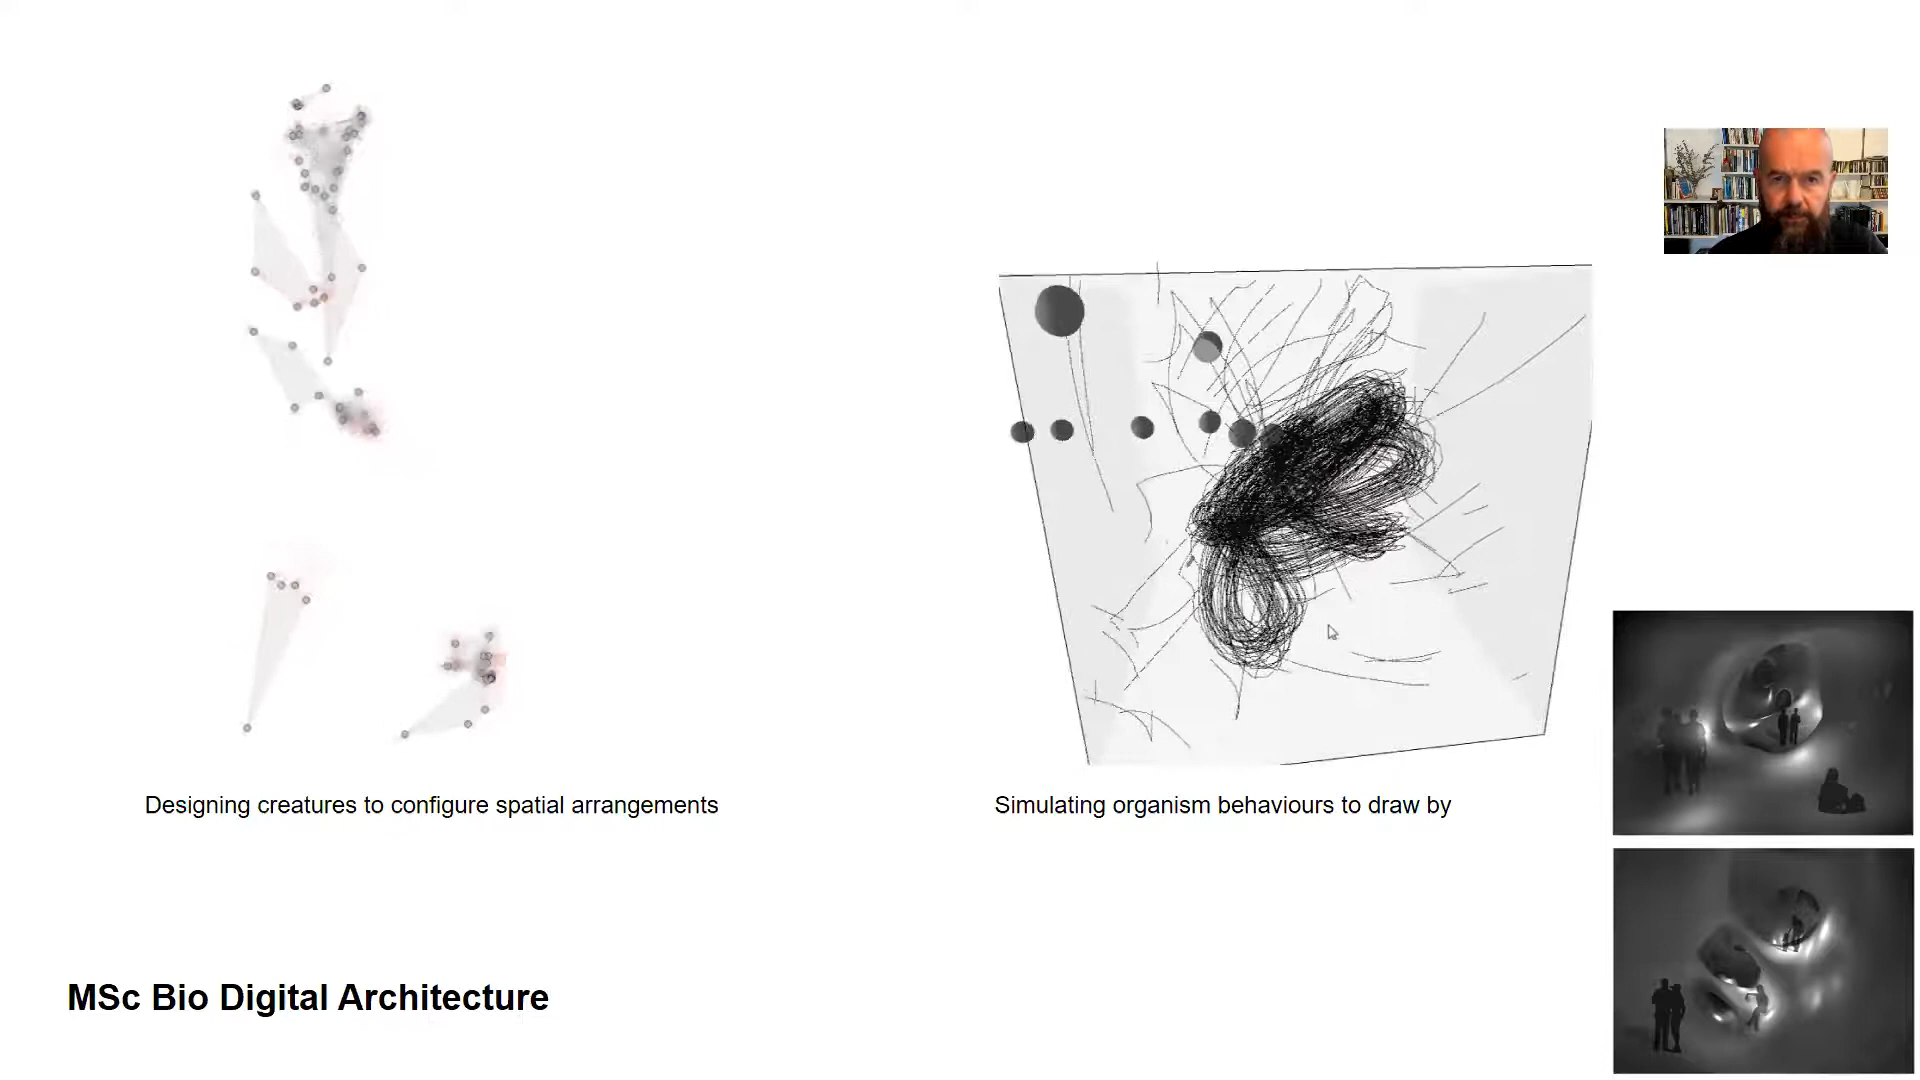 Designing creatures to configure spatial arrangements
Simulating organism behaviours to draw by
MSc Bio Digital Architecture